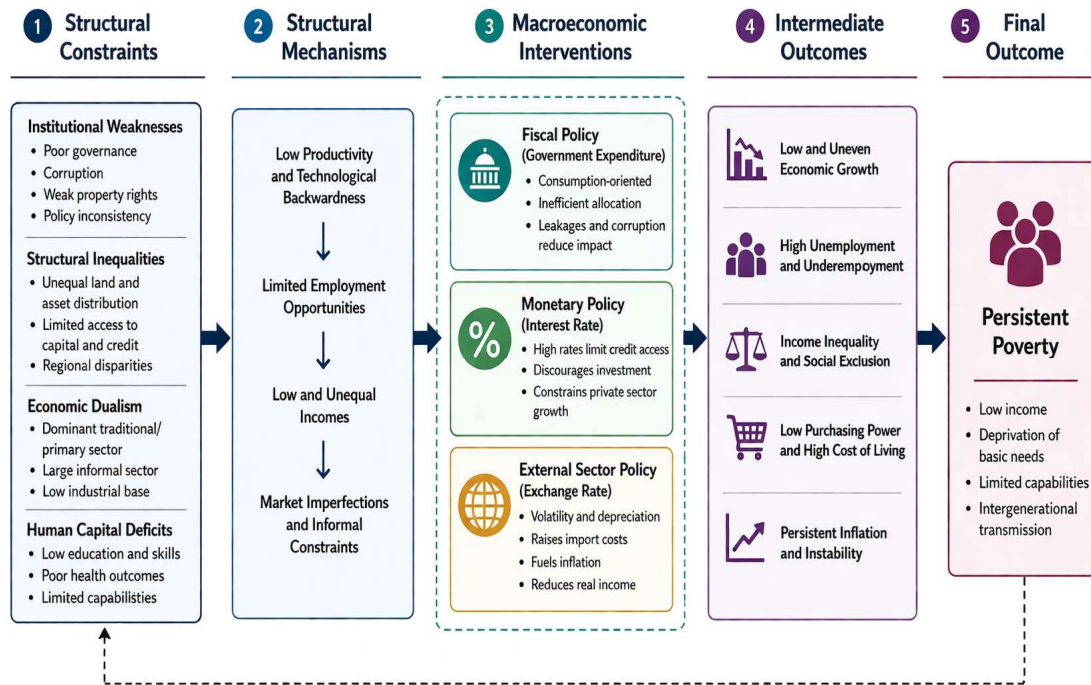 1 Structural
Constraints
2 Structural
Mechanisms
3 Macroeconomic
Interventions
4 Intermediate
Outcomes
5 Final
Outcome
Institutional Weaknesses
• Poor governance
• Corruption
• Weak property rights
• Policy inconsistency
Structural Inequalities
• Unequal land and
asset distribution
• Limited access to
capital and credit
• Regional disparities
Economic Dualism
• Dominant traditional/
primary sector
• Large informal sector
• Low industrial base
Human Capital Deficits
• Low education and skills
• Poor health outcomes
• Limited capabilisties
Low Productivity
and Technological
Backwardness
Limited Employment
Opportunities
Low and Unequal
Incomes
Market Imperfections
and Informal
Constraints
Fiscal Policy
(Government Expenditure)
• Consumption-oriented
• Inefficient allocation
• Leakages and corruption
reduce impact
%
Monetary Policy
(Interest Rate)
• High rates limit credit access
• Discourages investment
• Constrains private sector
growth
External Sector Policy
(Exchange Rate)
• Volatility and depreciation
• Raises import costs
• Fuels inflation
• Reduces real income
Low and Uneven
Economic Growth
High Unemployment
and Underempoyment
Income Inequality
and Social Exclusion
Low Purchasing Power
and High Cost of Living
Persistent Inflation
and Instability
Persistent
Poverty
• Low income
• Deprivation of
basic needs
• Limited capabilities
• Intergenerational
transmission